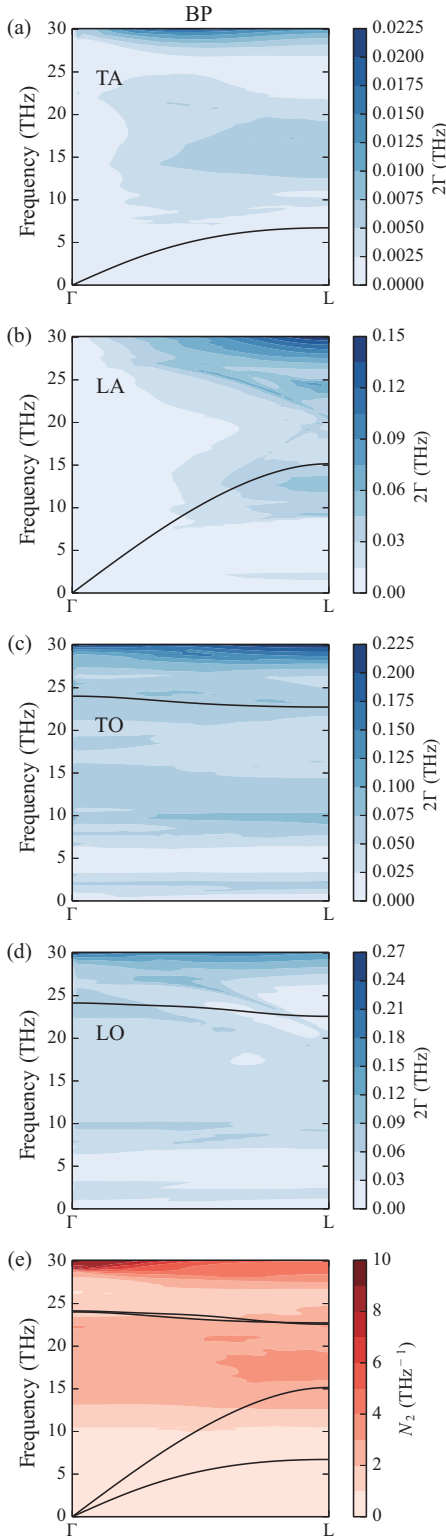 BP
(a)
TA
Frequency (THz)
30
25
20
15
10
5
0
Γ
L
0.0225
0.0200
0.0175
0.0150
0.0125
0.0100
0.0075
0.0050
0.0025
0.0000
2Γ (THz)
(b)
LA
Frequency (THz)
30
25
20
15
10
5
0
Γ
L
0.15
0.12
0.09
0.06
0.03
0.00
2Γ (THz)
(c)
TO
Frequency (THz)
30
25
20
15
10
5
0
Γ
L
0.225
0.200
0.175
0.150
0.125
0.100
0.075
0.050
0.025
0.000
2Γ (THz)
(d)
LO
Frequency (THz)
30
25
20
15
10
5
0
Γ
L
0.27
0.24
0.21
0.18
0.15
0.12
0.09
0.06
0.03
0.00
2Γ (THz)
(e)
Frequency (THz)
30
25
20
15
10
5
0
Γ
L
10
8
6
4
2
0
N₂ (THz⁻¹)